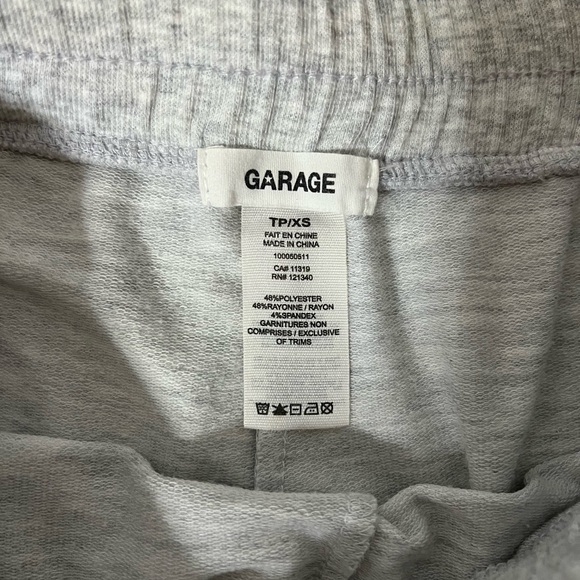 GARAGE
TP/XS
FAIT EN CHINE
MADE IN CHINA
100050511
CA# 11319
RN# 121340
48%POLYESTER
48%RAYONNE / RAYON
4%SPANDEX
GARNITURES NON
COMPRISES / EXCLUSIVE
OF TRIMS